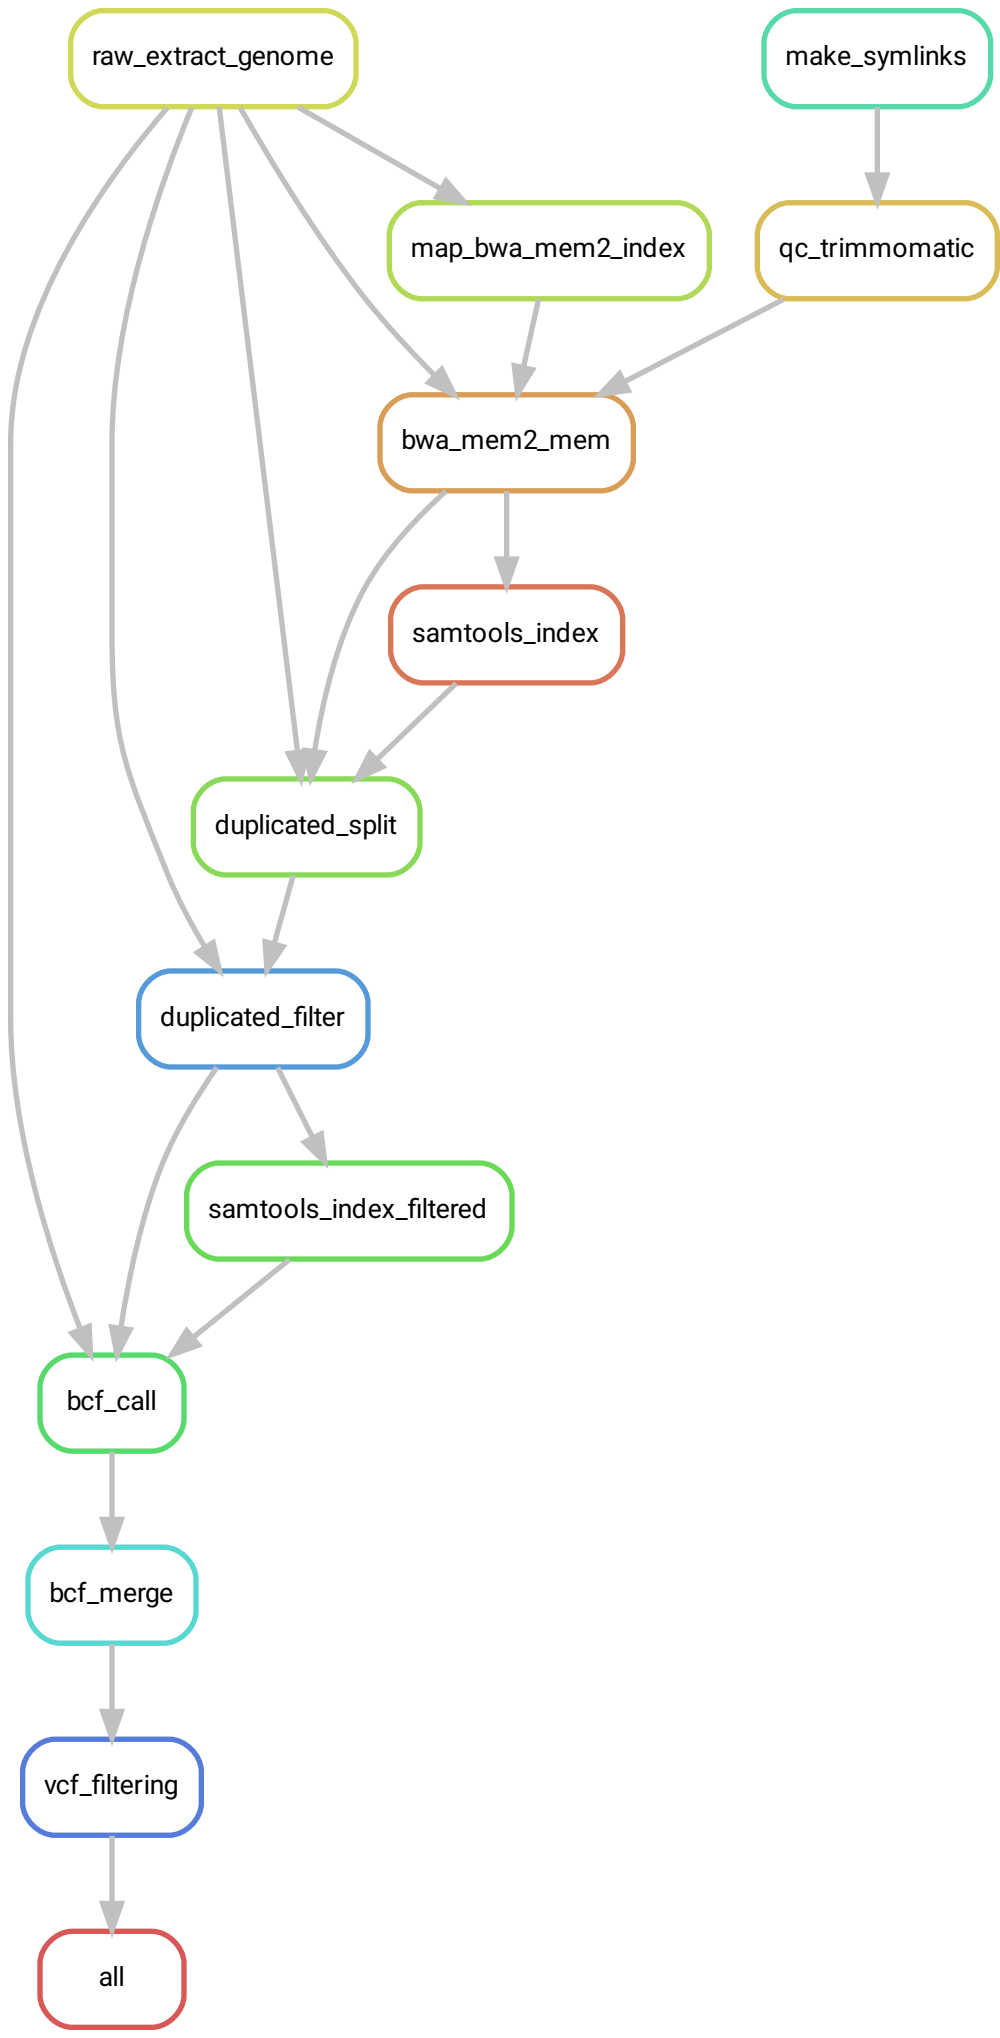 raw_extract_genome
make_symlinks
map_bwa_mem2_index
qc_trimmomatic
bwa_mem2_mem
samtools_index
duplicated_split
duplicated_filter
samtools_index_filtered
bcf_call
bcf_merge
vcf_filtering
all